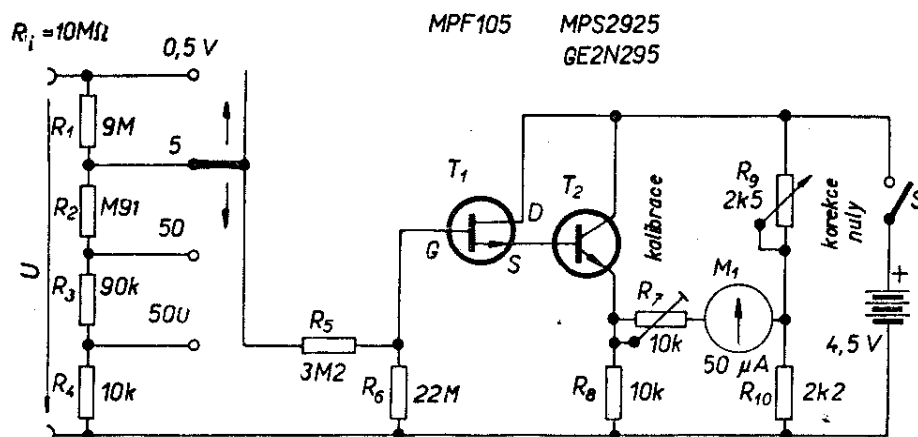 MPF105 MPS2925
GE2N295
Ri =10MΩ
0,5 V
R1 9M
5
R2 M91
50
R3 90k
500
R4 10k
U
R5
3M2
R6 22M
T1
G D S
T2
kalibrace
R7
10k
M1
50 µA
R8 10k
R9
2k5
korekce
nuly
R10 2k2
S
+
4,5 V